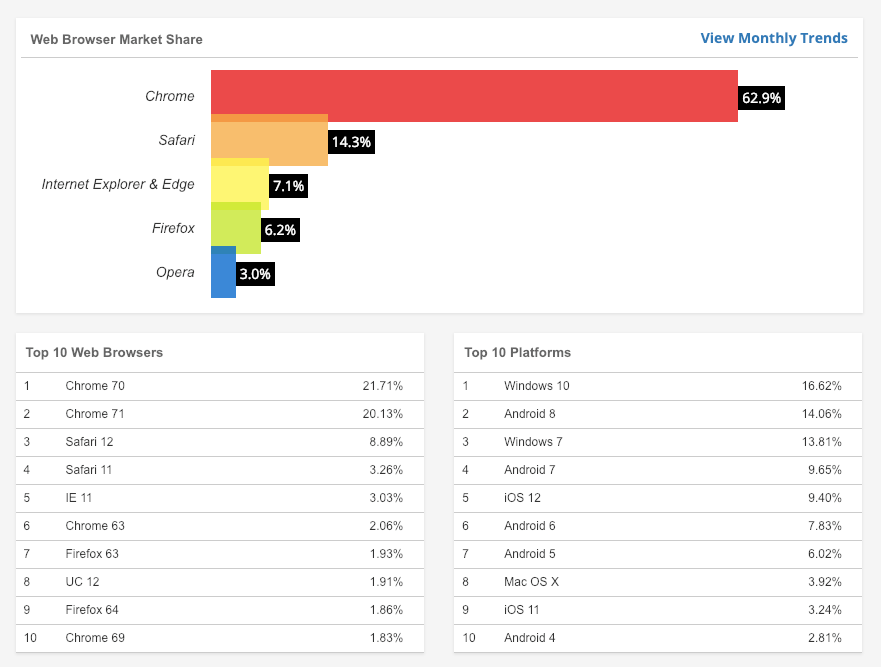 Web Browser Market Share View Monthly Trends
Chrome 62.9%
Safari 14.3%
Internet Explorer & Edge 7.1%
Firefox 6.2%
Opera 3.0%
Top 10 Web Browsers
1 Chrome 70 21.71%
2 Chrome 71 20.13%
3 Safari 12 8.89%
4 Safari 11 3.26%
5 IE 11 3.03%
6 Chrome 63 2.06%
7 Firefox 63 1.93%
8 UC 12 1.91%
9 Firefox 64 1.86%
10 Chrome 69 1.83%
Top 10 Platforms
1 Windows 10 16.62%
2 Android 8 14.06%
3 Windows 7 13.81%
4 Android 7 9.65%
5 iOS 12 9.40%
6 Android 6 7.83%
7 Android 5 6.02%
8 Mac OS X 3.92%
9 iOS 11 3.24%
10 Android 4 2.81%